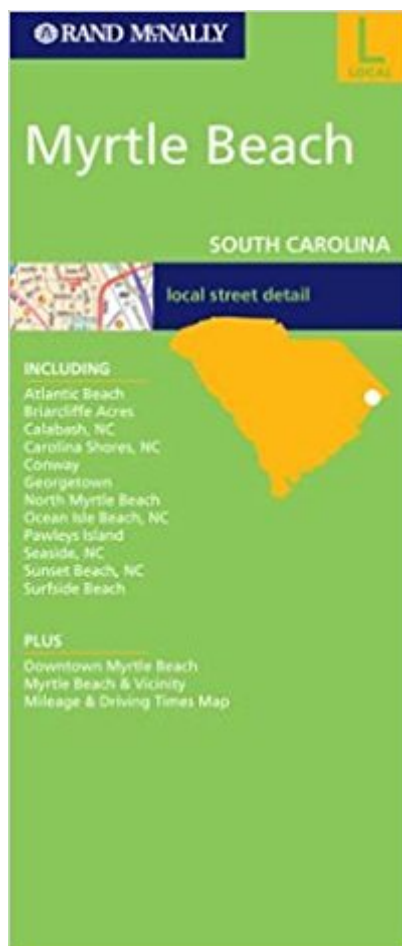 RAND McNALLY
L
LOCAL
Myrtle Beach
SOUTH CAROLINA
local street detail
INCLUDING
Atlantic Beach
Briarcliffe Acres
Calabash, NC
Carolina Shores, NC
Conway
Georgetown
North Myrtle Beach
Ocean Isle Beach, NC
Pawleys Island
Seaside, NC
Sunset Beach, NC
Surfside Beach
PLUS
Downtown Myrtle Beach
Myrtle Beach & Vicinity
Mileage & Driving Times Map